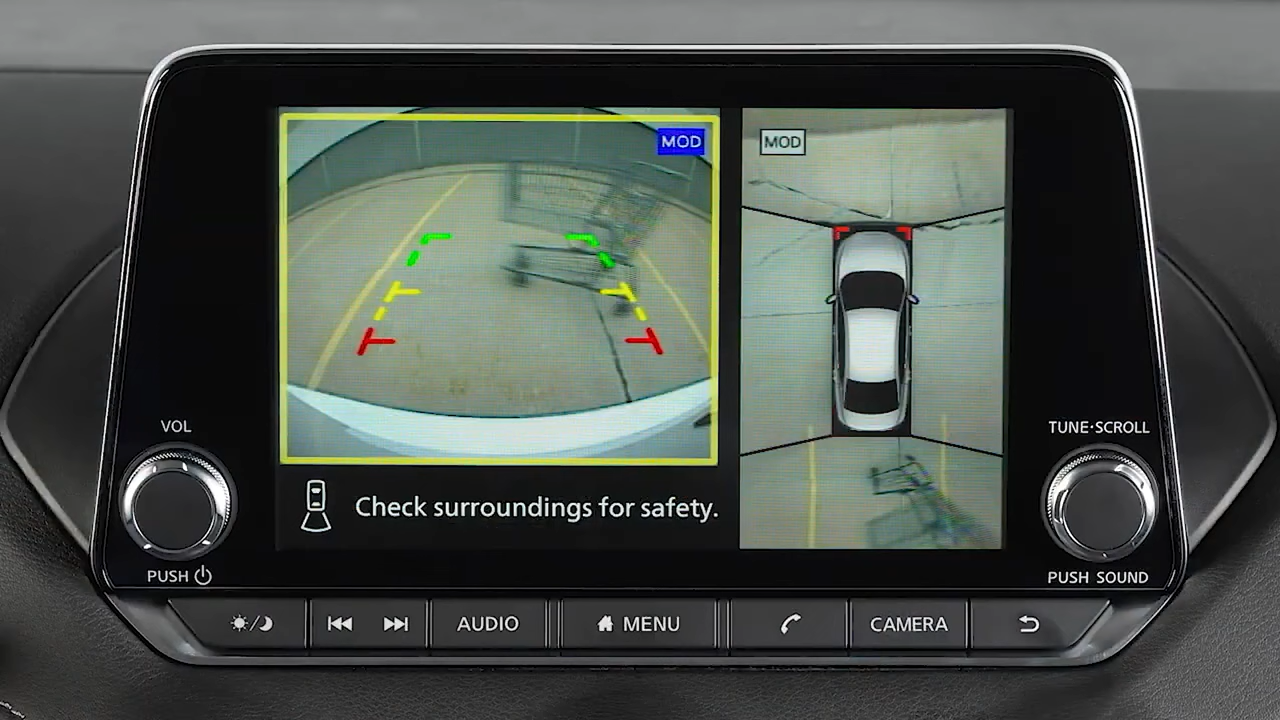 MOD
MOD
Check surroundings for safety.
VOL
PUSH
TUNE·SCROLL
PUSH SOUND
AUDIO
MENU
CAMERA